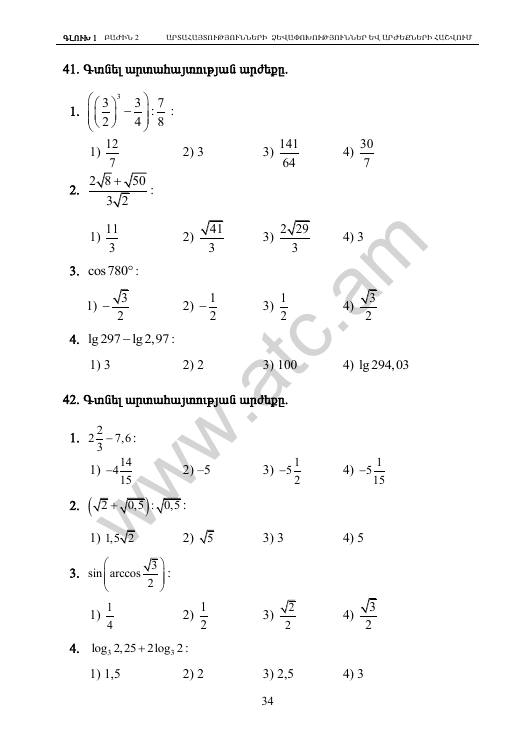 ԳԼՈՒԽ 1 ԲԱԺԻՆ 2 ԱՐՏԱՀԱՅՏՈՒԹՅՈՒՆՆԵՐԻ ՁԵՎԱՓՈԽՈՒԹՅՈՒՆՆԵՐ ԵՎ ԱՐԺԵՔՆԵՐԻ ՀԱՇՎՈՒՄ
41. Գտնել արտահայտության արժեքը.
1. ((3/2)³ − 3/4) : 7/8 :
1) 12/7 2) 3 3) 141/64 4) 30/7
2. (2√8 + √50)/(3√2) :
1) 11/3 2) √41/3 3) 2√29/3 4) 3
3. cos 780° :
1) −√3/2 2) −1/2 3) 1/2 4) √3/2
4. lg 297 − lg 2,97 :
1) 3 2) 2 3) 100 4) lg 294,03
42. Գտնել արտահայտության արժեքը.
1. 2 2/3 − 7,6 :
1) −4 14/15 2) −5 3) −5 1/2 4) −5 1/15
2. (√2 + √0,5) : √0,5 :
1) 1,5√2 2) √5 3) 3 4) 5
3. sin(arccos √3/2) :
1) 1/4 2) 1/2 3) √2/2 4) √3/2
4. log₃ 2,25 + 2log₃ 2 :
1) 1,5 2) 2 3) 2,5 4) 3
34
www.atc.am